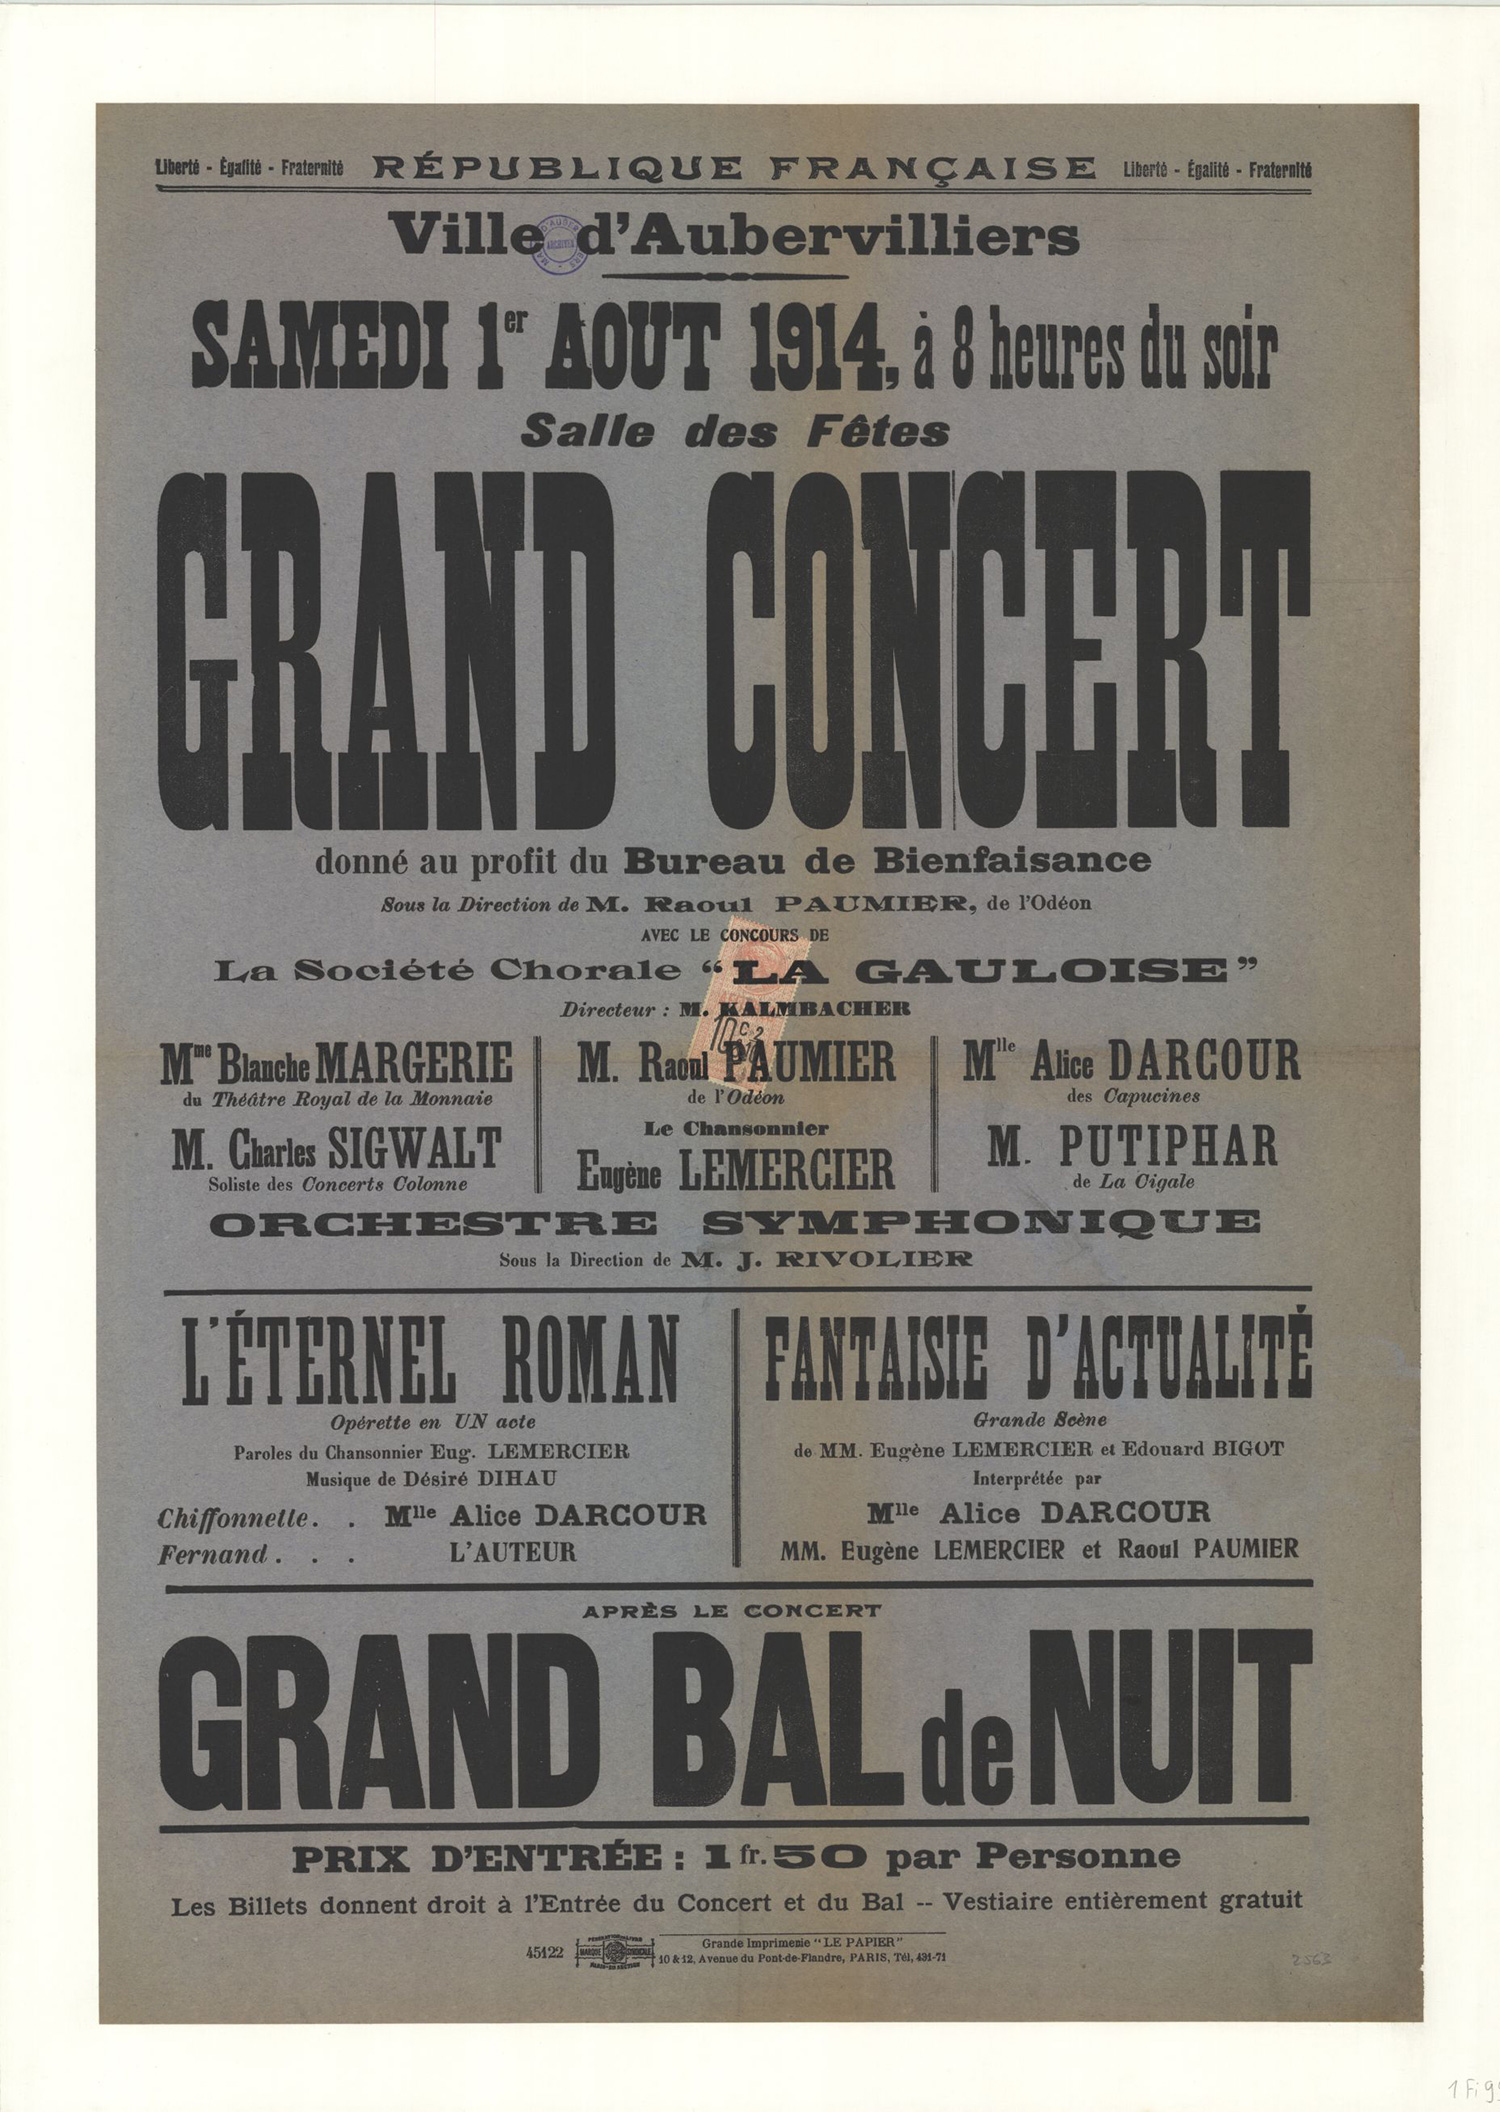 Liberté - Égalité - Fraternité RÉPUBLIQUE FRANÇAISE Liberté - Égalité - Fraternité
Ville d'Aubervilliers
ARCHIVES
SAMEDI 1er AOUT 1914, à 8 heures du soir
Salle des Fêtes
GRAND CONCERT
donné au profit du Bureau de Bienfaisance
Sous la Direction de M. Raoul PAUMIER, de l'Odéon
AVEC LE CONCOURS DE
La Société Chorale “LA GAULOISE”
Directeur : M. KALMBACHER
10c
Mme Blanche MARGERIE
du Théâtre Royal de la Monnaie
M. Charles SIGWALT
Soliste des Concerts Colonne
M. Raoul PAUMIER
de l'Odéon
Le Chansonnier
Eugène LEMERCIER
Mlle Alice DARCOUR
des Capucines
M. PUTIPHAR
de La Cigale
ORCHESTRE SYMPHONIQUE
Sous la Direction de M. J. RIVOLIER
L'ÉTERNEL ROMAN
Opérette en UN acte
Paroles du Chansonnier Eug. LEMERCIER
Musique de Désiré DIHAU
Chiffonnette. . Mlle Alice DARCOUR
Fernand . . . L'AUTEUR
FANTAISIE D'ACTUALITÉ
Grande Scène
de MM. Eugène LEMERCIER et Edouard BIGOT
Interprétée par
Mlle Alice DARCOUR
MM. Eugène LEMERCIER et Raoul PAUMIER
APRÈS LE CONCERT
GRAND BAL de NUIT
PRIX D'ENTRÉE : 1 fr. 50 par Personne
Les Billets donnent droit à l'Entrée du Concert et du Bal -- Vestiaire entièrement gratuit
45122 MARQUE SYNDICALE
Grande Imprimerie “LE PAPIER”
10 & 12, Avenue du Pont-de-Flandre, PARIS, Tél, 431-71
2563
1 Fi 9